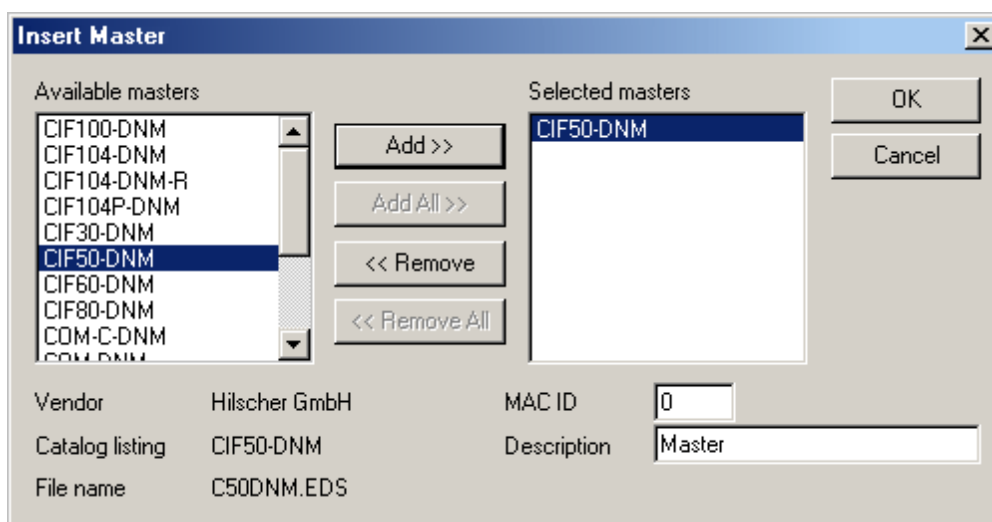 Insert Master
Available masters
CIF100-DNM
CIF104-DNM
CIF104-DNM-R
CIF104P-DNM
CIF30-DNM
CIF50-DNM
CIF60-DNM
CIF80-DNM
COM-C-DNM
COM-DNM
Add >>
Add All >>
<< Remove
<< Remove All
Selected masters
CIF50-DNM
OK
Cancel
Vendor Hilscher GmbH
MAC ID 0
Catalog listing CIF50-DNM
Description Master
File name C50DNM.EDS